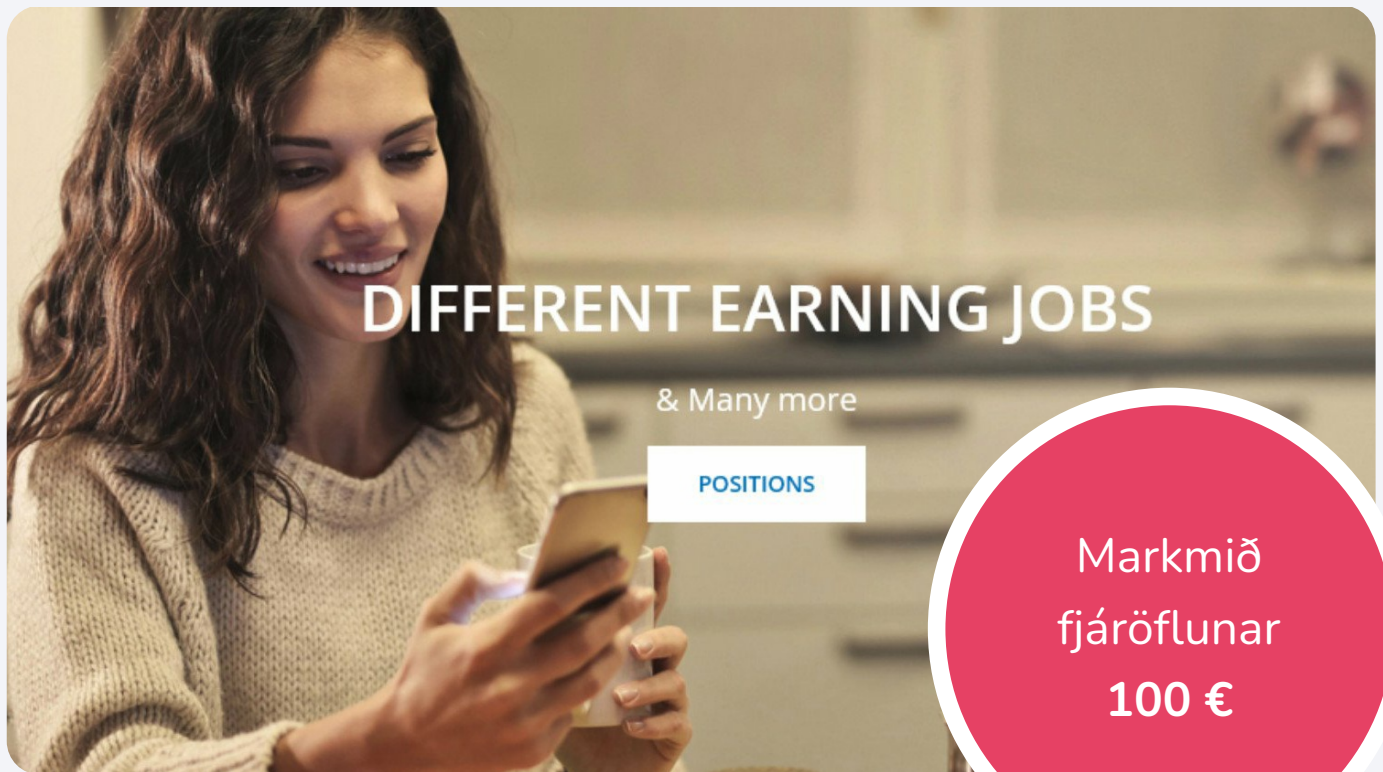 DIFFERENT EARNING JOBS
& Many more
POSITIONS
Markmið
fjáröflunar
100 €